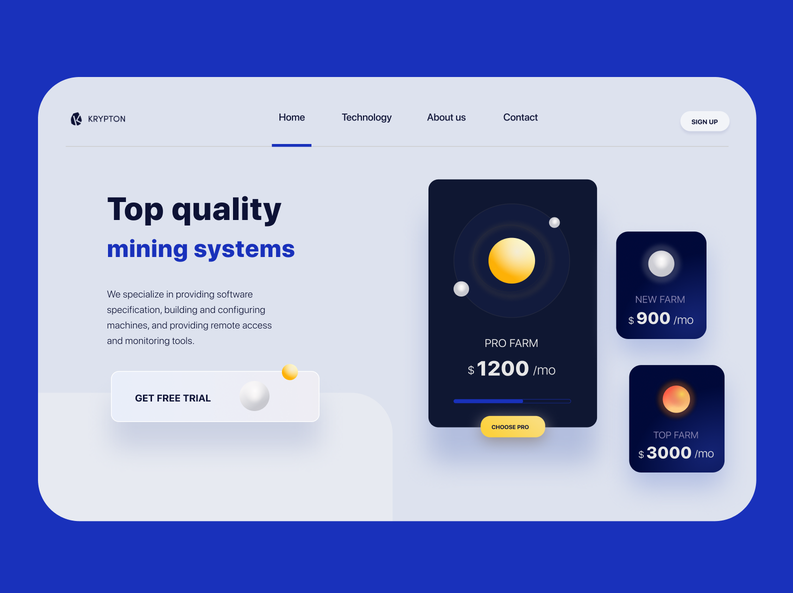 KRYPTON
Home
Technology
About us
Contact
SIGN UP
Top quality
mining systems
We specialize in providing software
specification, building and configuring
machines, and providing remote access
and monitoring tools.
GET FREE TRIAL
PRO FARM
$ 1200 /mo
CHOOSE PRO
NEW FARM
$ 900 /mo
TOP FARM
$ 3000 /mo